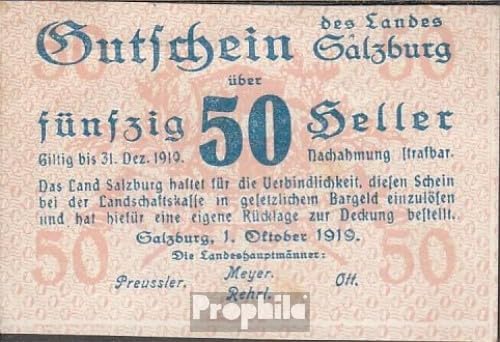 Gutschein des Landes Salzburg
über
fünfzig 50 Heller
Giltig bis 31. Dez. 1919. Nachahmung strafbar.
Das Land Salzburg haftet für die Verbindlichkeit, diesen Schein
bei der Landschaftskasse in gesetzlichem Bargeld einzulösen
und hat hiefür eine eigene Rücklage zur Deckung bestellt.
Salzburg, 1. Oktober 1919.
Die Landeshauptmänner:
Preussler. Meyer. Ott.
Rehrl.
50 50
50 50
Prophila